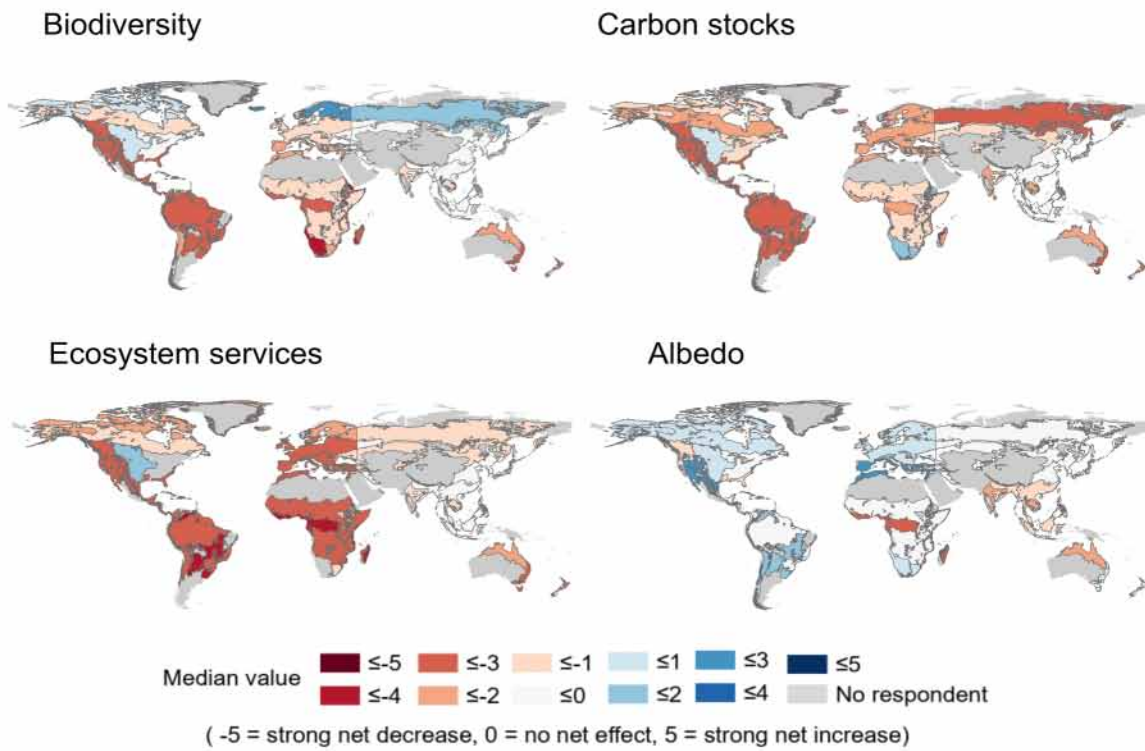 Biodiversity
Carbon stocks
Ecosystem services
Albedo
Median value
≤-5 ≤-3 ≤-1 ≤1 ≤3 ≤5
≤-4 ≤-2 ≤0 ≤2 ≤4 No respondent
( -5 = strong net decrease, 0 = no net effect, 5 = strong net increase)